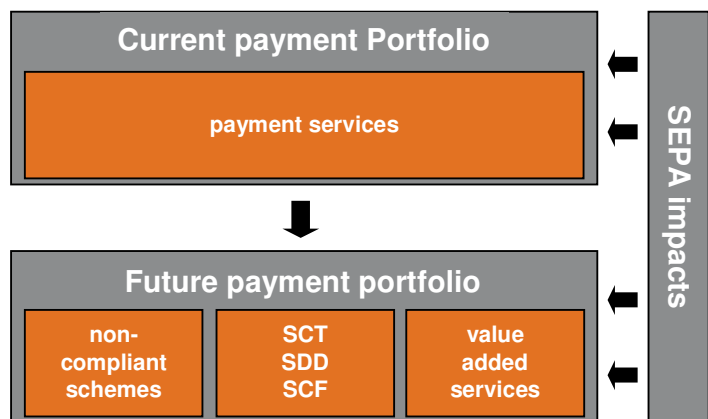 Current payment Portfolio
payment services
SEPA impacts
Future payment portfolio
non-
compliant
schemes
SCT
SDD
SCF
value
added
services